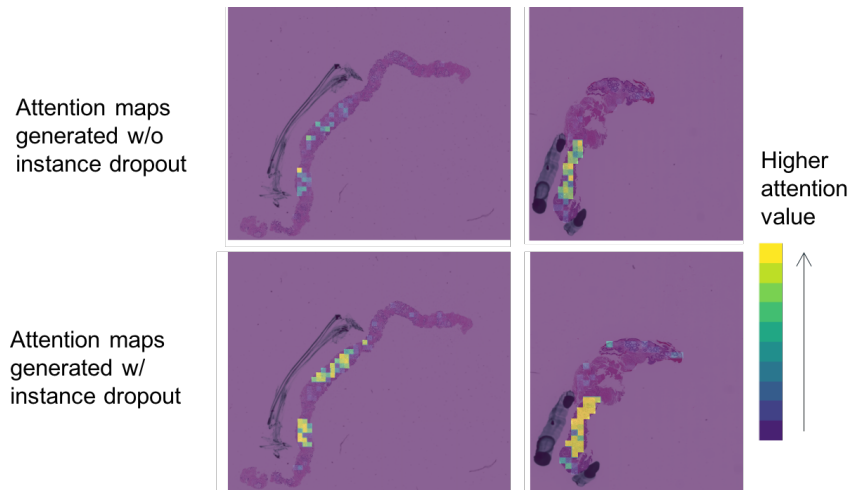 Attention maps
generated w/o
instance dropout
Higher
attention
value
Attention maps
generated w/
instance dropout